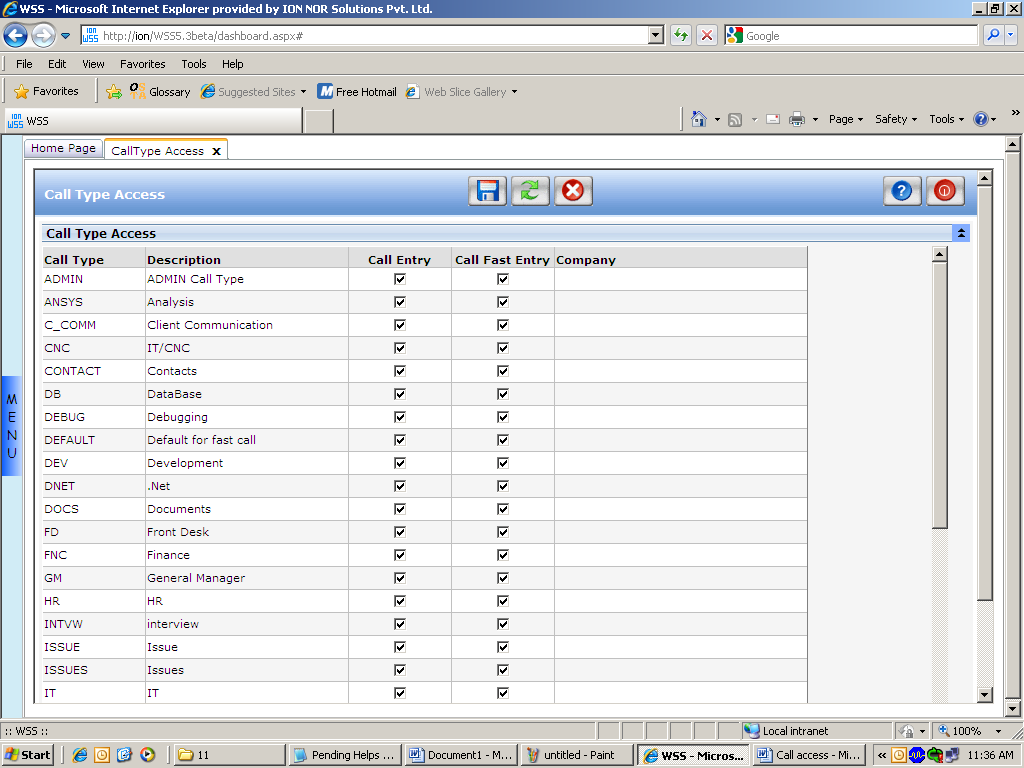 WSS - Microsoft Internet Explorer provided by ION NOR Solutions Pvt. Ltd.
ion WSS http://ion/WSS5.3beta/dashboard.aspx# Google
File Edit View Favorites Tools Help
Favorites Glossary Suggested Sites Free Hotmail Web Slice Gallery
ion WSS WSS Page Safety Tools »
Home Page CallType Access x
Call Type Access
Call Type Access
Call Type Description Call Entry Call Fast Entry Company
ADMIN ADMIN Call Type
ANSYS Analysis
C_COMM Client Communication
CNC IT/CNC
CONTACT Contacts
DB DataBase
DEBUG Debugging
DEFAULT Default for fast call
DEV Development
DNET .Net
DOCS Documents
FD Front Desk
FNC Finance
GM General Manager
HR HR
INTVW interview
ISSUE Issue
ISSUES Issues
IT IT
M
E
N
U
:: WSS :: Local intranet 100%
Start 11 Pending Helps ... Document1 - M... untitled - Paint WSS - Micros... Call access - Mi... « 11:36 AM